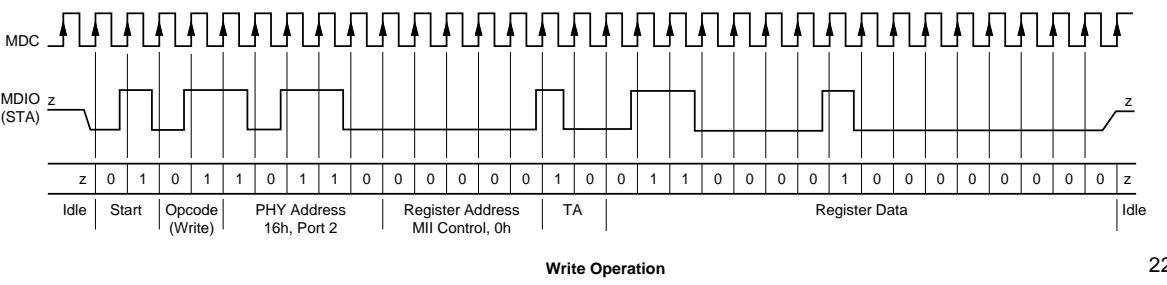 MDC
MDIO z z
(STA)
z 0 1 0 1 1 0 1 1 0 0 0 0 0 0 1 0 0 1 1 0 0 0 0 1 0 0 0 0 0 0 0 0 z
Idle Start Opcode PHY Address Register Address TA Register Data Idle
(Write) 16h, Port 2 MII Control, 0h
Write Operation
22